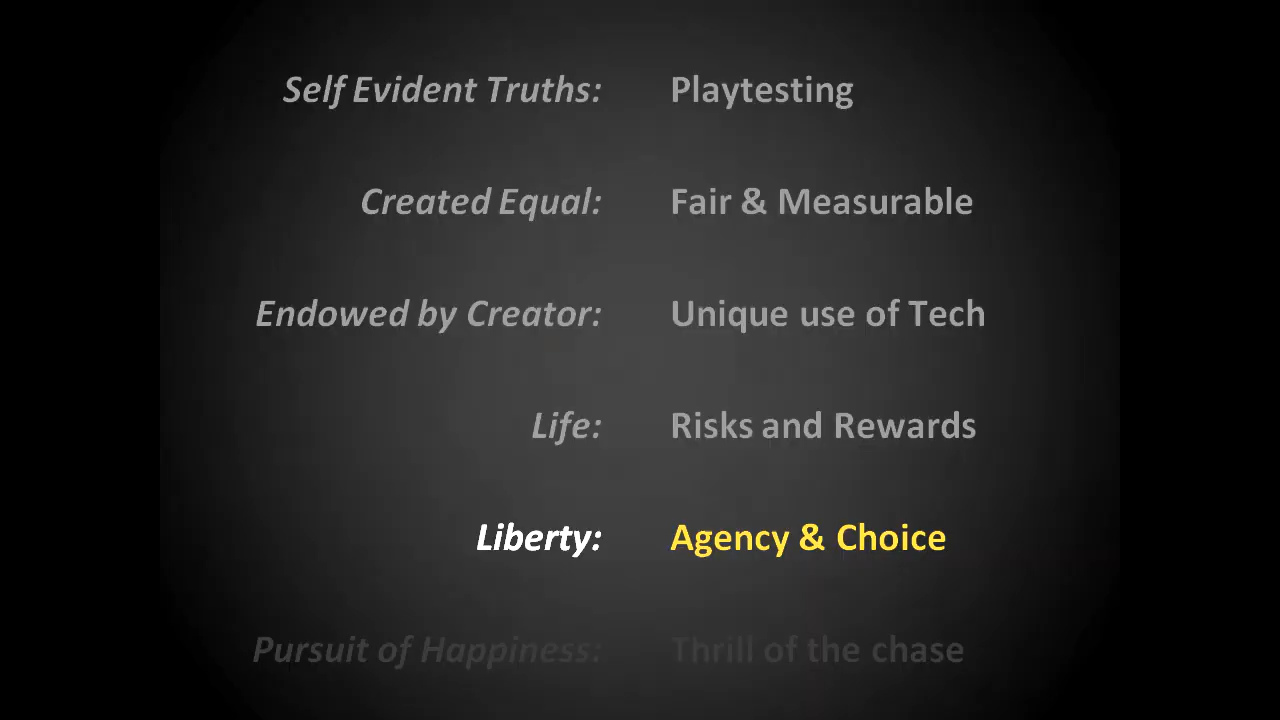 Self Evident Truths: Playtesting
Created Equal: Fair & Measurable
Endowed by Creator: Unique use of Tech
Life: Risks and Rewards
Liberty: Agency & Choice
Pursuit of Happiness: Thrill of the chase